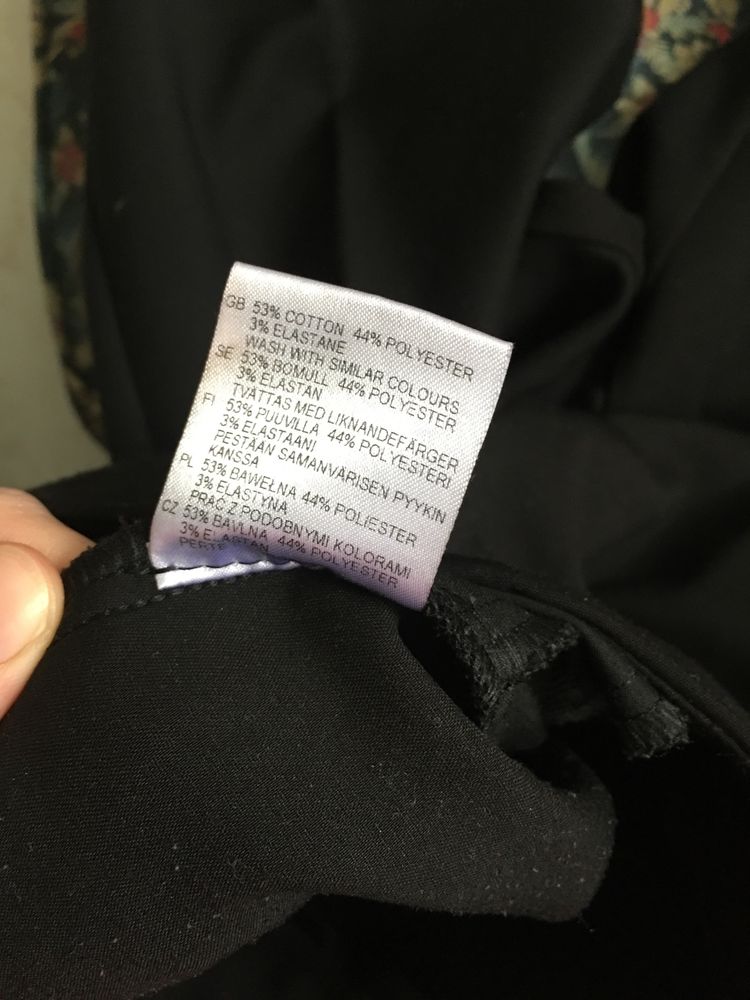 GB 53% COTTON 44% POLYESTER
3% ELASTANE
WASH WITH SIMILAR COLOURS
SE 53% BOMULL 44% POLYESTER
3% ELASTAN
TVÄTTAS MED LIKNANDEFÄRGER
FI 53% PUUVILLA 44% POLYESTERI
3% ELASTAANI
PESTÄÄN SAMANVÄRISEN PYYKIN
KANSSA
PL 53% BAWEŁNA 44% POLIESTER
3% ELASTYNA
PRAĆ Z PODOBNYMI KOLORAMI
CZ 53% BAVLNA 44% POLYESTER
3% ELASTAN
PERTE